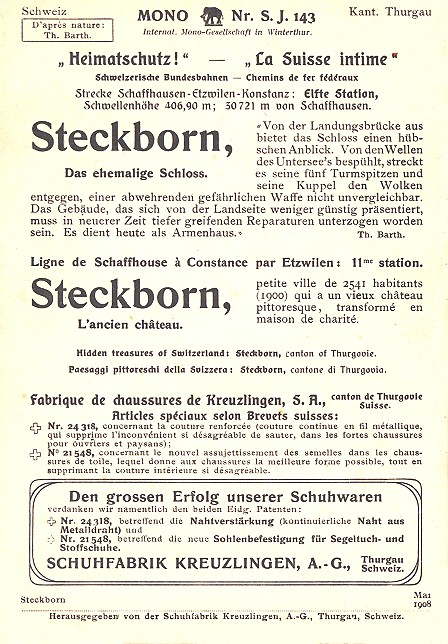 Schweiz
D'après nature:
Th. Barth.
MONO Nr. S. J. 143
Kant. Thurgau
Internat. Mono-Gesellschaft in Winterthur.
„Heimatschutz!" — „La Suisse intime"
Schweizerische Bundesbahnen — Chemins de fer fédéraux
Strecke Schaffhausen-Etzwilen-Konstanz: Elfte Station,
Schwellenhöhe 406,90 m; 30721 m von Schaffhausen.
Steckborn,
Das ehemalige Schloss.
«Von der Landungsbrücke aus
bietet das Schloss einen hüb-
schen Anblick. Von den Wellen
des Untersee's bespühlt, streckt
es seine fünf Turmspitzen und
seine Kuppel den Wolken
entgegen, einer abwehrenden gefährlichen Waffe nicht unvergleichbar.
Das Gebäude, das sich von der Landseite weniger günstig präsentiert,
muss in neuerer Zeit tiefer greifenden Reparaturen unterzogen worden
sein. Es dient heute als Armenhaus.»
Th. Barth.
Ligne de Schaffhouse à Constance par Etzwilen: 11me station.
Steckborn,
L'ancien château.
petite ville de 2541 habitants
(1900) qui a un vieux château
pittoresque, transformé en
maison de charité.
Hidden treasures of Switzerland: Steckborn, canton of Thurgovie.
Paesaggi pittoreschi della Svizzera: Steckborn, cantone di Thurgovia.
Fabrique de chaussures de Kreuzlingen, S. A., canton de Thurgovie
Suisse.
Articles spéciaux selon Brevets suisses:
Nr. 24318, concernant la couture renforcée (couture continue en fil métallique,
qui supprime l'inconvénient si désagréable de sauter, dans les fortes chaussures
pour ouvriers et paysans);
No 21548, concernant le nouvel assujettissement des semelles dans les chaus-
sures de toile, lequel donne aux chaussures la meilleure forme possible, tout en
supprimant la couture intérieure si désagréable.
Den grossen Erfolg unserer Schuhwaren
verdanken wir namentlich den beiden Eidg. Patenten:
Nr. 24318, betreffend die Nahtverstärkung (kontinuierliche Naht aus
Metalldraht) und
Nr. 21548, betreffend die neue Sohlenbefestigung für Segeltuch- und
Stoffschuhe.
SCHUHFABRIK KREUZLINGEN, A.-G., Thurgau
Schweiz.
Steckborn
Mai
1908
Herausgegeben von der Schuhfabrik Kreuzlingen, A.-G., Thurgau, Schweiz.